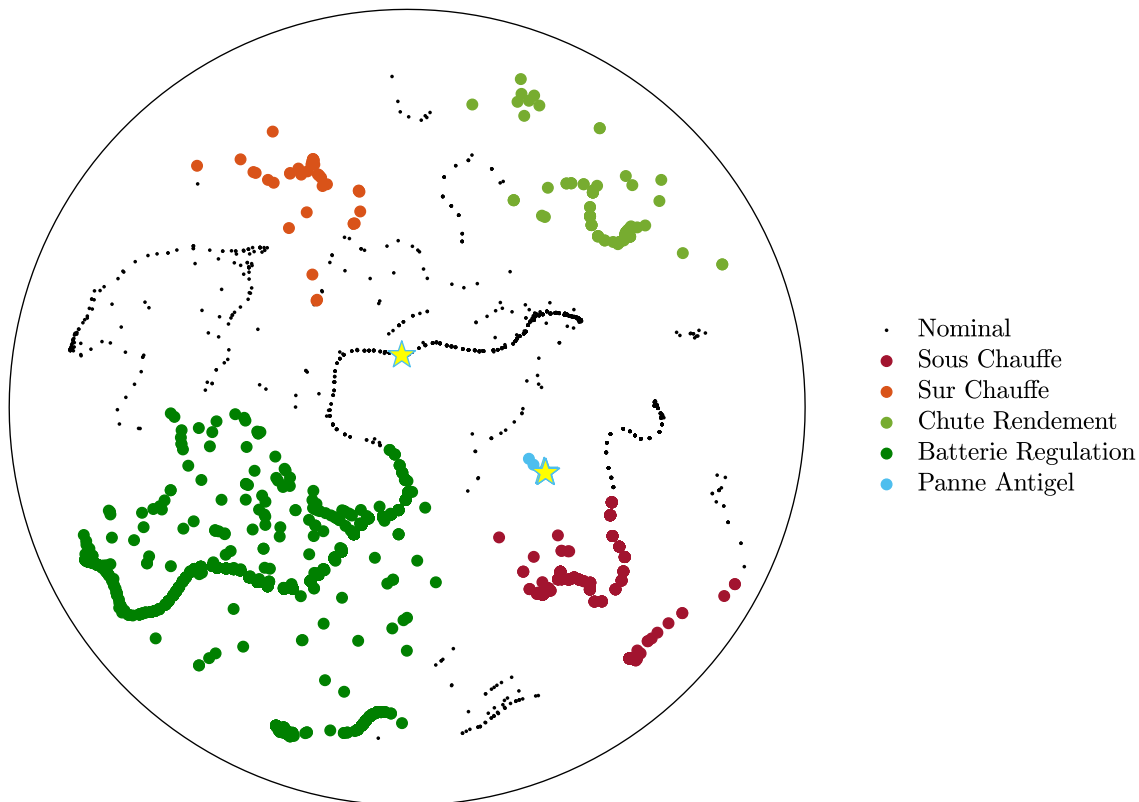 Nominal
Sous Chauffe
Sur Chauffe
Chute Rendement
Batterie Regulation
Panne Antigel